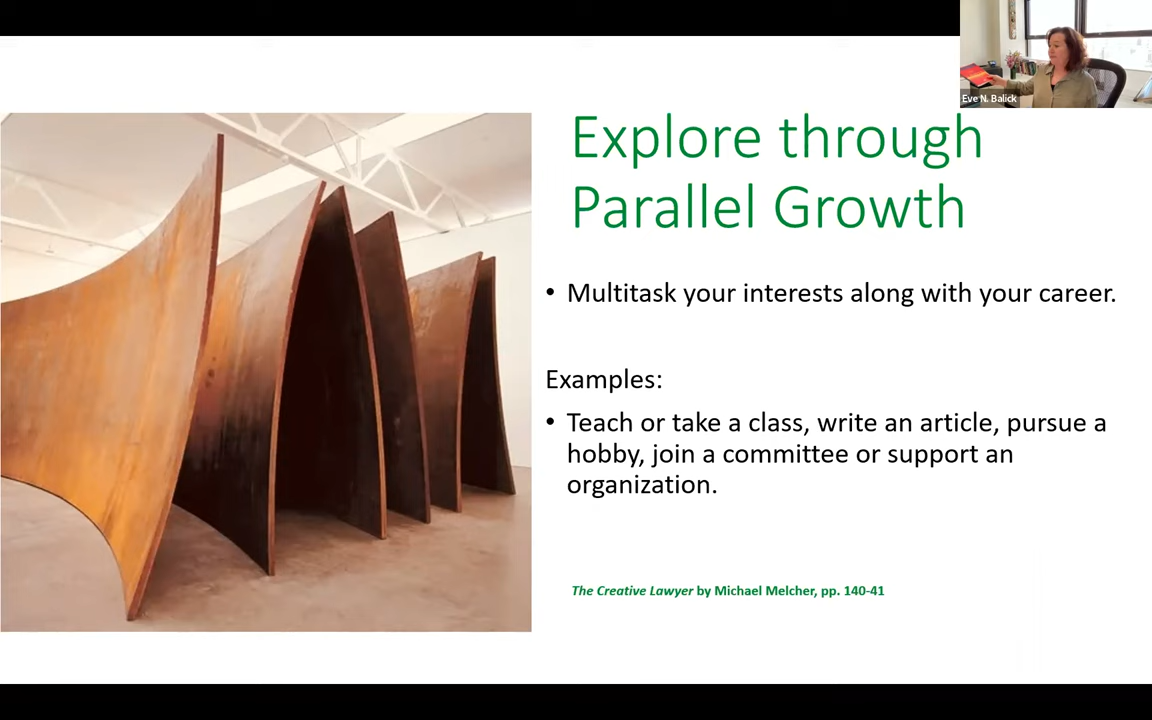 Eve N. Balick
Explore through
Parallel Growth
• Multitask your interests along with your career.
Examples:
• Teach or take a class, write an article, pursue a
hobby, join a committee or support an
organization.
The Creative Lawyer by Michael Melcher, pp. 140-41